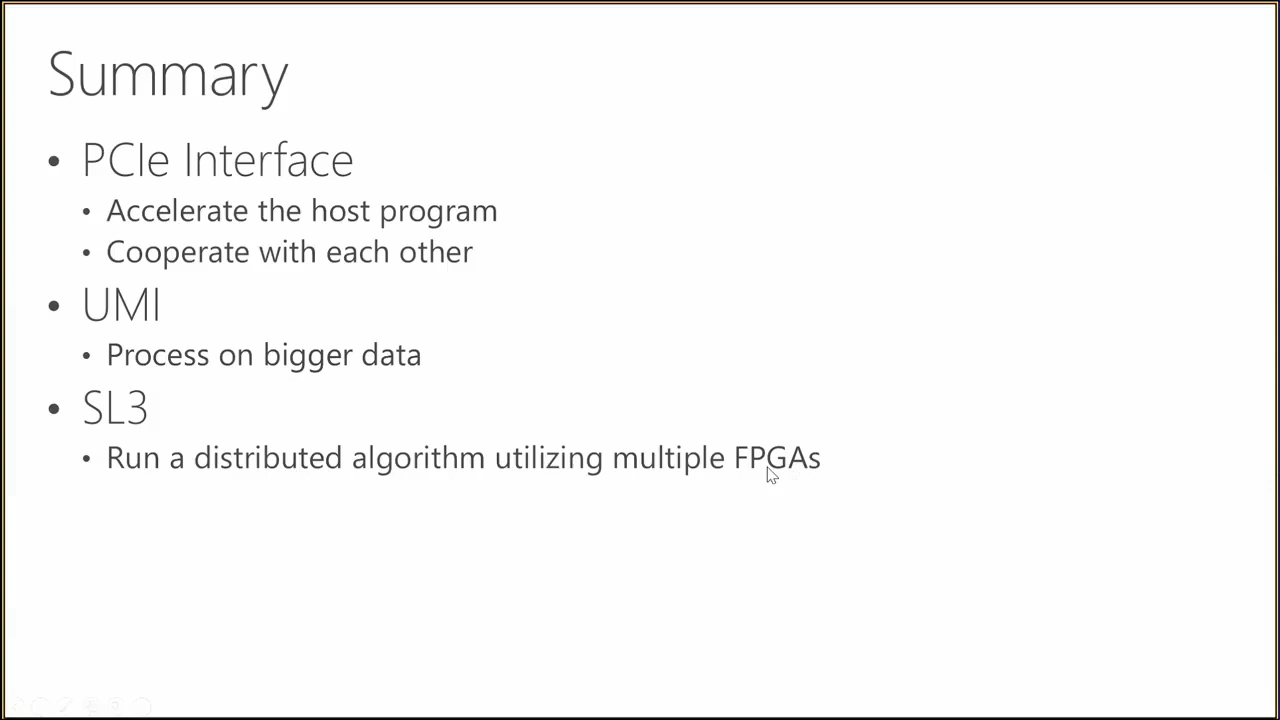 Summary
• PCIe Interface
• Accelerate the host program
• Cooperate with each other
• UMI
• Process on bigger data
• SL3
• Run a distributed algorithm utilizing multiple FPGAs